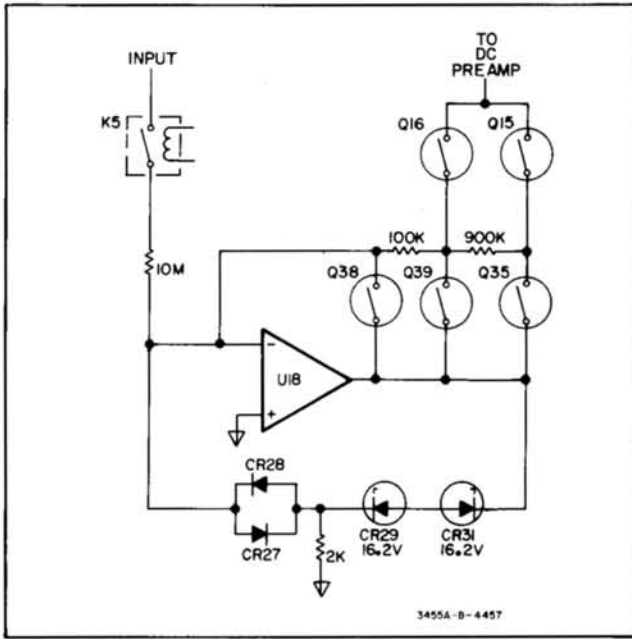 TO
DC
PREAMP
INPUT
K5
Q16
Q15
10M
100K
900K
Q38
Q39
Q35
-
U18
+
CR28
CR27
2K
CR29
16.2V
CR31
16.2V
3455A-B-4457